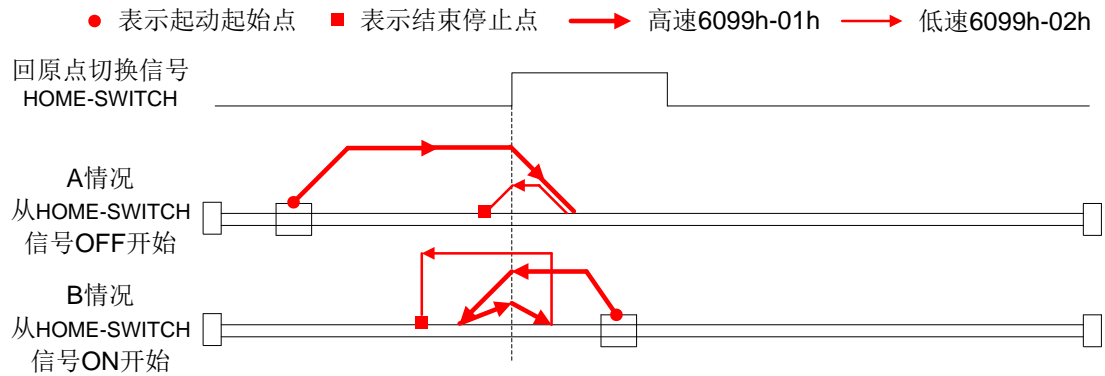 表示起动起始点 表示结束停止点 高速6099h-01h 低速6099h-02h
回原点切换信号
HOME-SWITCH
A情况
从HOME-SWITCH
信号OFF开始
B情况
从HOME-SWITCH
信号ON开始